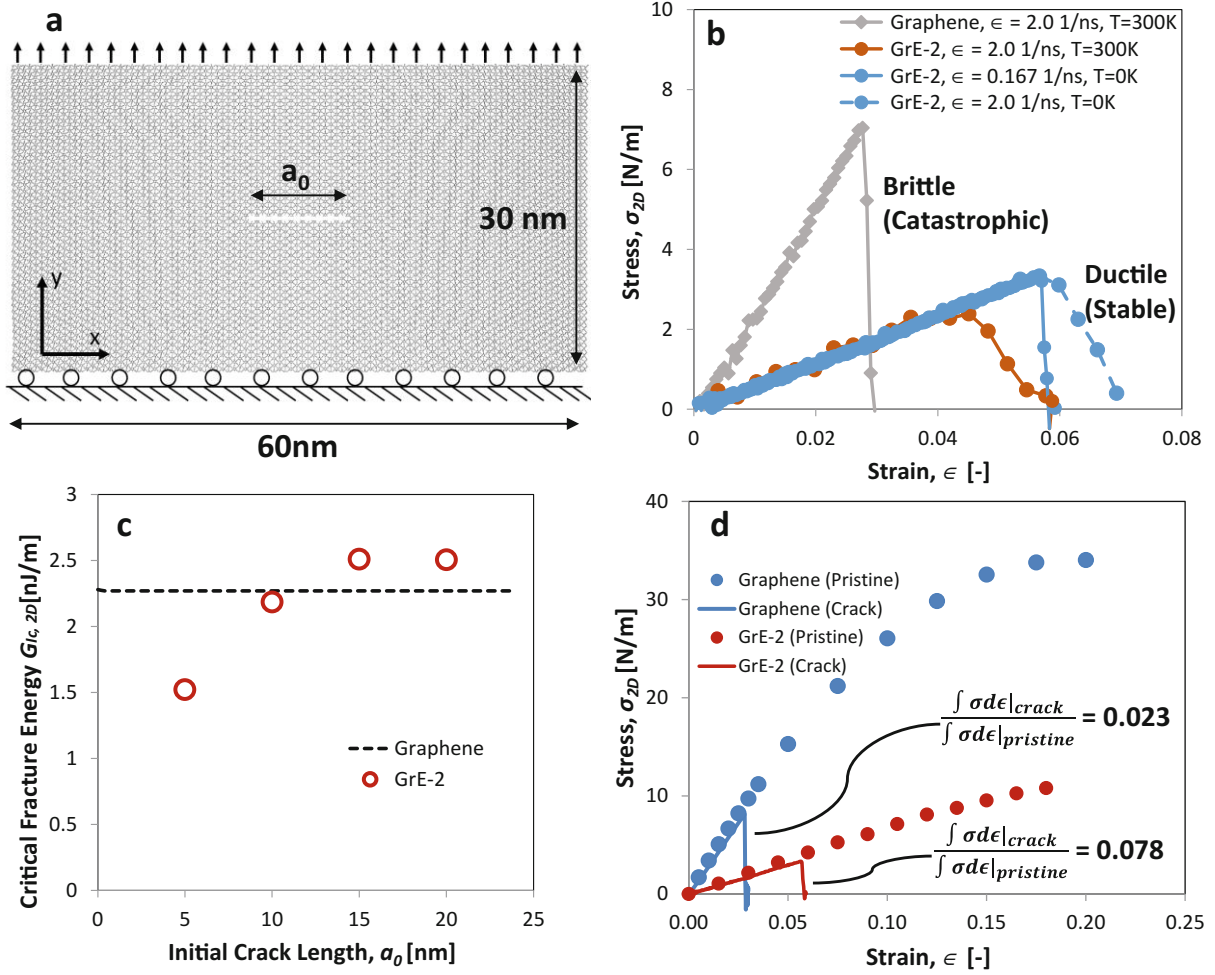 a
a0
30 nm
y
x
60nm
b
10
8
6
4
2
0
0
0.02
0.04
0.06
0.08
Stress, σ2D [N/m]
Strain, ϵ [-]
Graphene, ϵ = 2.0 1/ns, T=300K
GrE-2, ϵ = 2.0 1/ns, T=300K
GrE-2, ϵ = 0.167 1/ns, T=0K
GrE-2, ϵ = 2.0 1/ns, T=0K
Brittle
(Catastrophic)
Ductile
(Stable)
c
3
2.5
2
1.5
1
0.5
0
0
5
10
15
20
25
Critical Fracture Energy GIc, 2D [nJ/m]
Initial Crack Length, a0 [nm]
Graphene
GrE-2
d
40
30
20
10
0
0.00
0.05
0.10
0.15
0.20
0.25
Stress, σ2D [N/m]
Strain, ϵ [-]
Graphene (Pristine)
Graphene (Crack)
GrE-2 (Pristine)
GrE-2 (Crack)
∫ σdϵ|crack
∫ σdϵ|pristine
= 0.023
∫ σdϵ|crack
∫ σdϵ|pristine
= 0.078